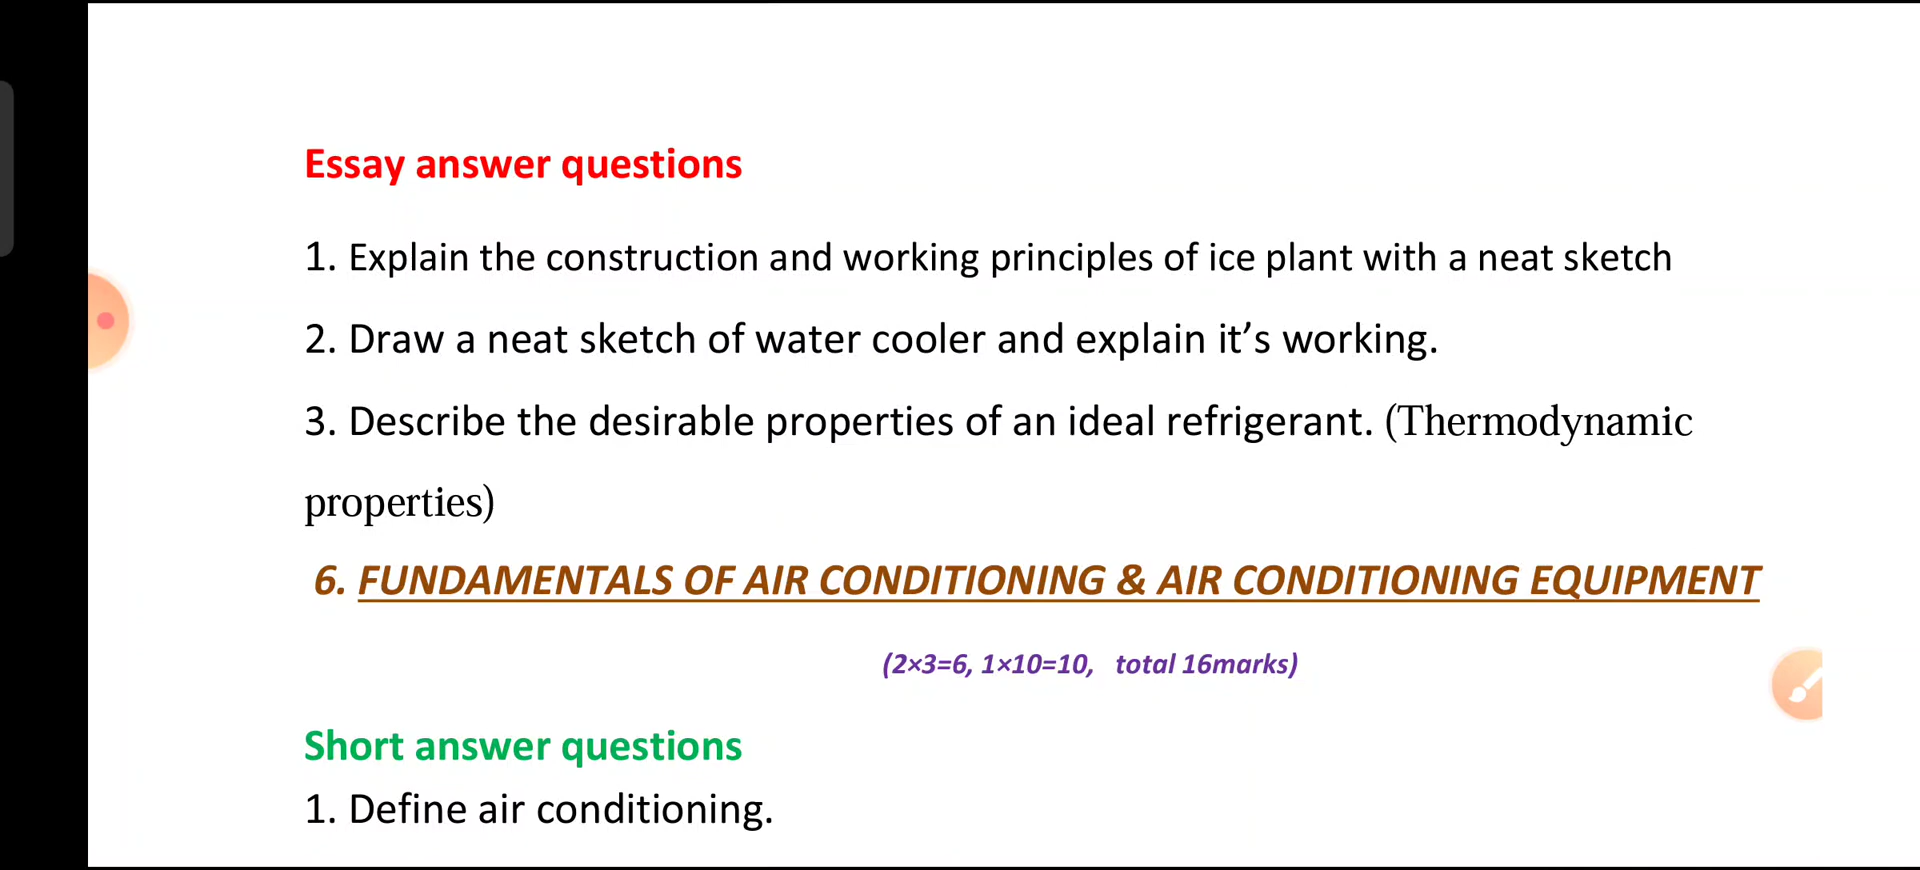 Essay answer questions
1. Explain the construction and working principles of ice plant with a neat sketch
2. Draw a neat sketch of water cooler and explain it’s working.
3. Describe the desirable properties of an ideal refrigerant. (Thermodynamic
properties)
6. FUNDAMENTALS OF AIR CONDITIONING & AIR CONDITIONING EQUIPMENT
(2×3=6, 1×10=10, total 16marks)
Short answer questions
1. Define air conditioning.